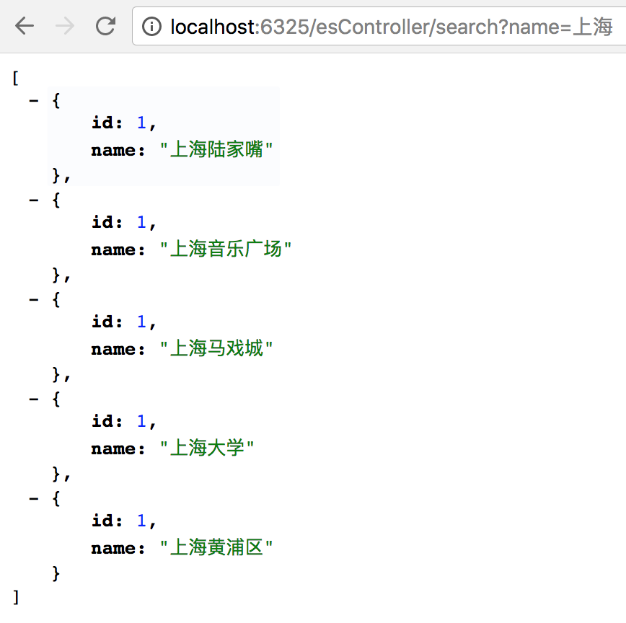 localhost:6325/esController/search?name=上海
[
- {
id: 1,
name: "上海陆家嘴"
},
- {
id: 1,
name: "上海音乐广场"
},
- {
id: 1,
name: "上海马戏城"
},
- {
id: 1,
name: "上海大学"
},
- {
id: 1,
name: "上海黄浦区"
}
]